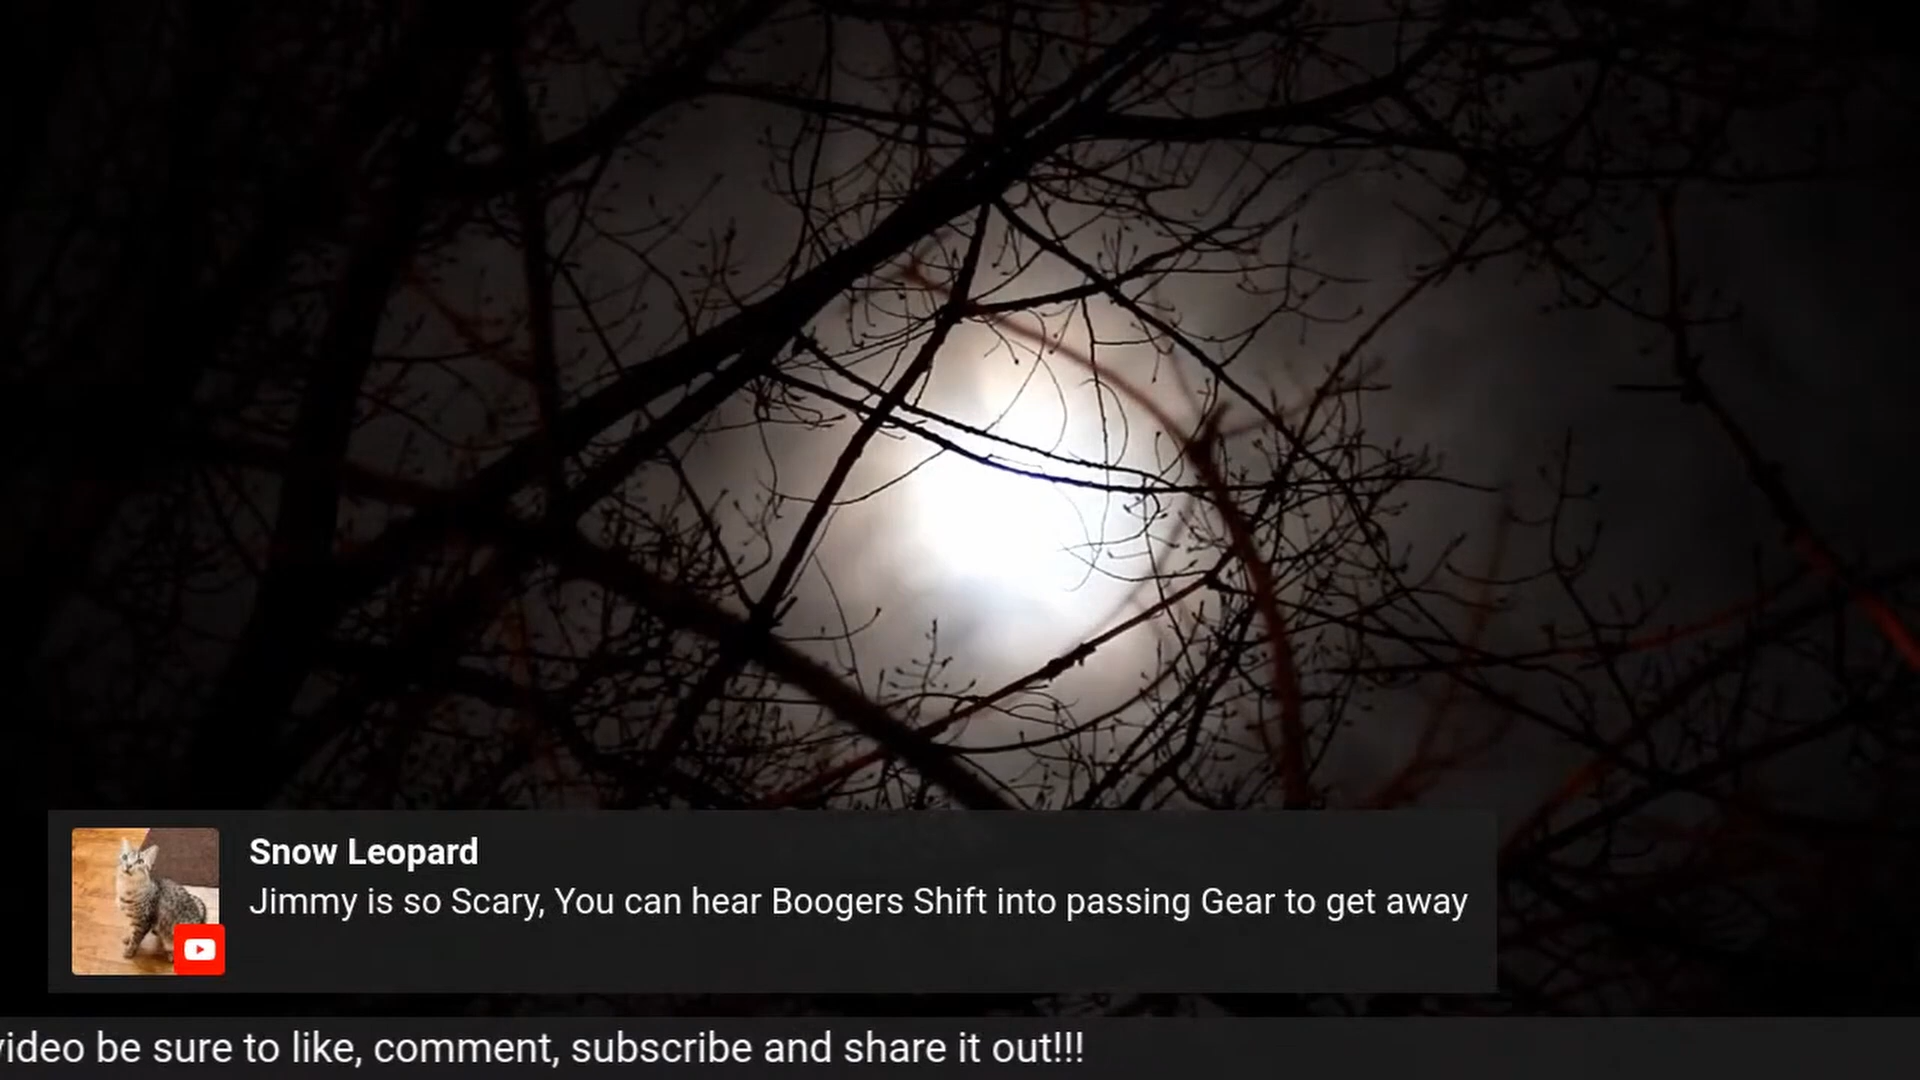 Snow Leopard
Jimmy is so Scary, You can hear Boogers Shift into passing Gear to get away
video be sure to like, comment, subscribe and share it out!!!